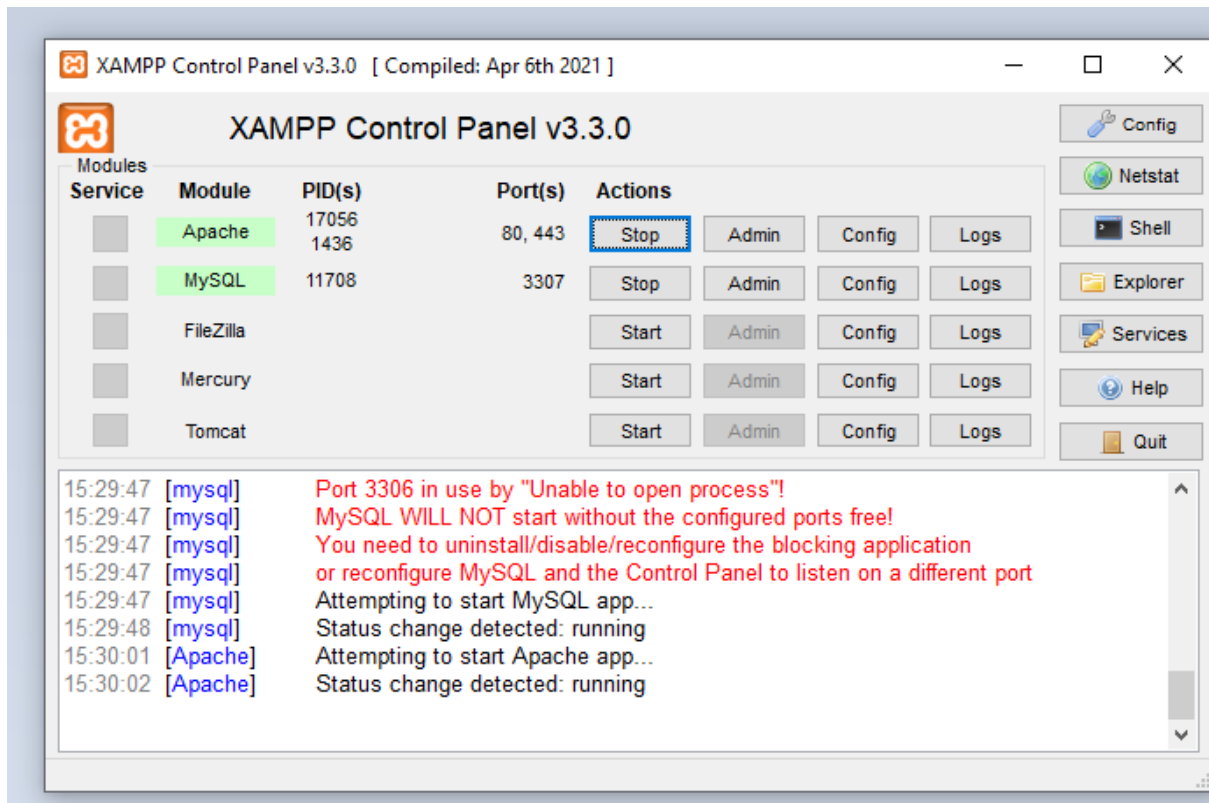 XAMPP Control Panel v3.3.0 [ Compiled: Apr 6th 2021 ]
XAMPP Control Panel v3.3.0
Config
Modules
Netstat
Service Module PID(s) Port(s) Actions
Apache 17056 1436 80, 443 Stop Admin Config Logs
Shell
MySQL 11708 3307 Stop Admin Config Logs
Explorer
FileZilla Start Admin Config Logs
Services
Mercury Start Admin Config Logs
Help
Tomcat Start Admin Config Logs
Quit
15:29:47 [mysql] Port 3306 in use by "Unable to open process"!
15:29:47 [mysql] MySQL WILL NOT start without the configured ports free!
15:29:47 [mysql] You need to uninstall/disable/reconfigure the blocking application
15:29:47 [mysql] or reconfigure MySQL and the Control Panel to listen on a different port
15:29:47 [mysql] Attempting to start MySQL app...
15:29:48 [mysql] Status change detected: running
15:30:01 [Apache] Attempting to start Apache app...
15:30:02 [Apache] Status change detected: running